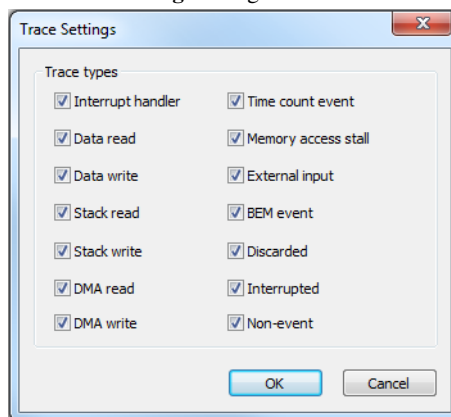 Trace Settings
Trace types
Interrupt handler
Time count event
Data read
Memory access stall
Data write
External input
Stack read
BEM event
Stack write
Discarded
DMA read
Interrupted
DMA write
Non-event
OK
Cancel